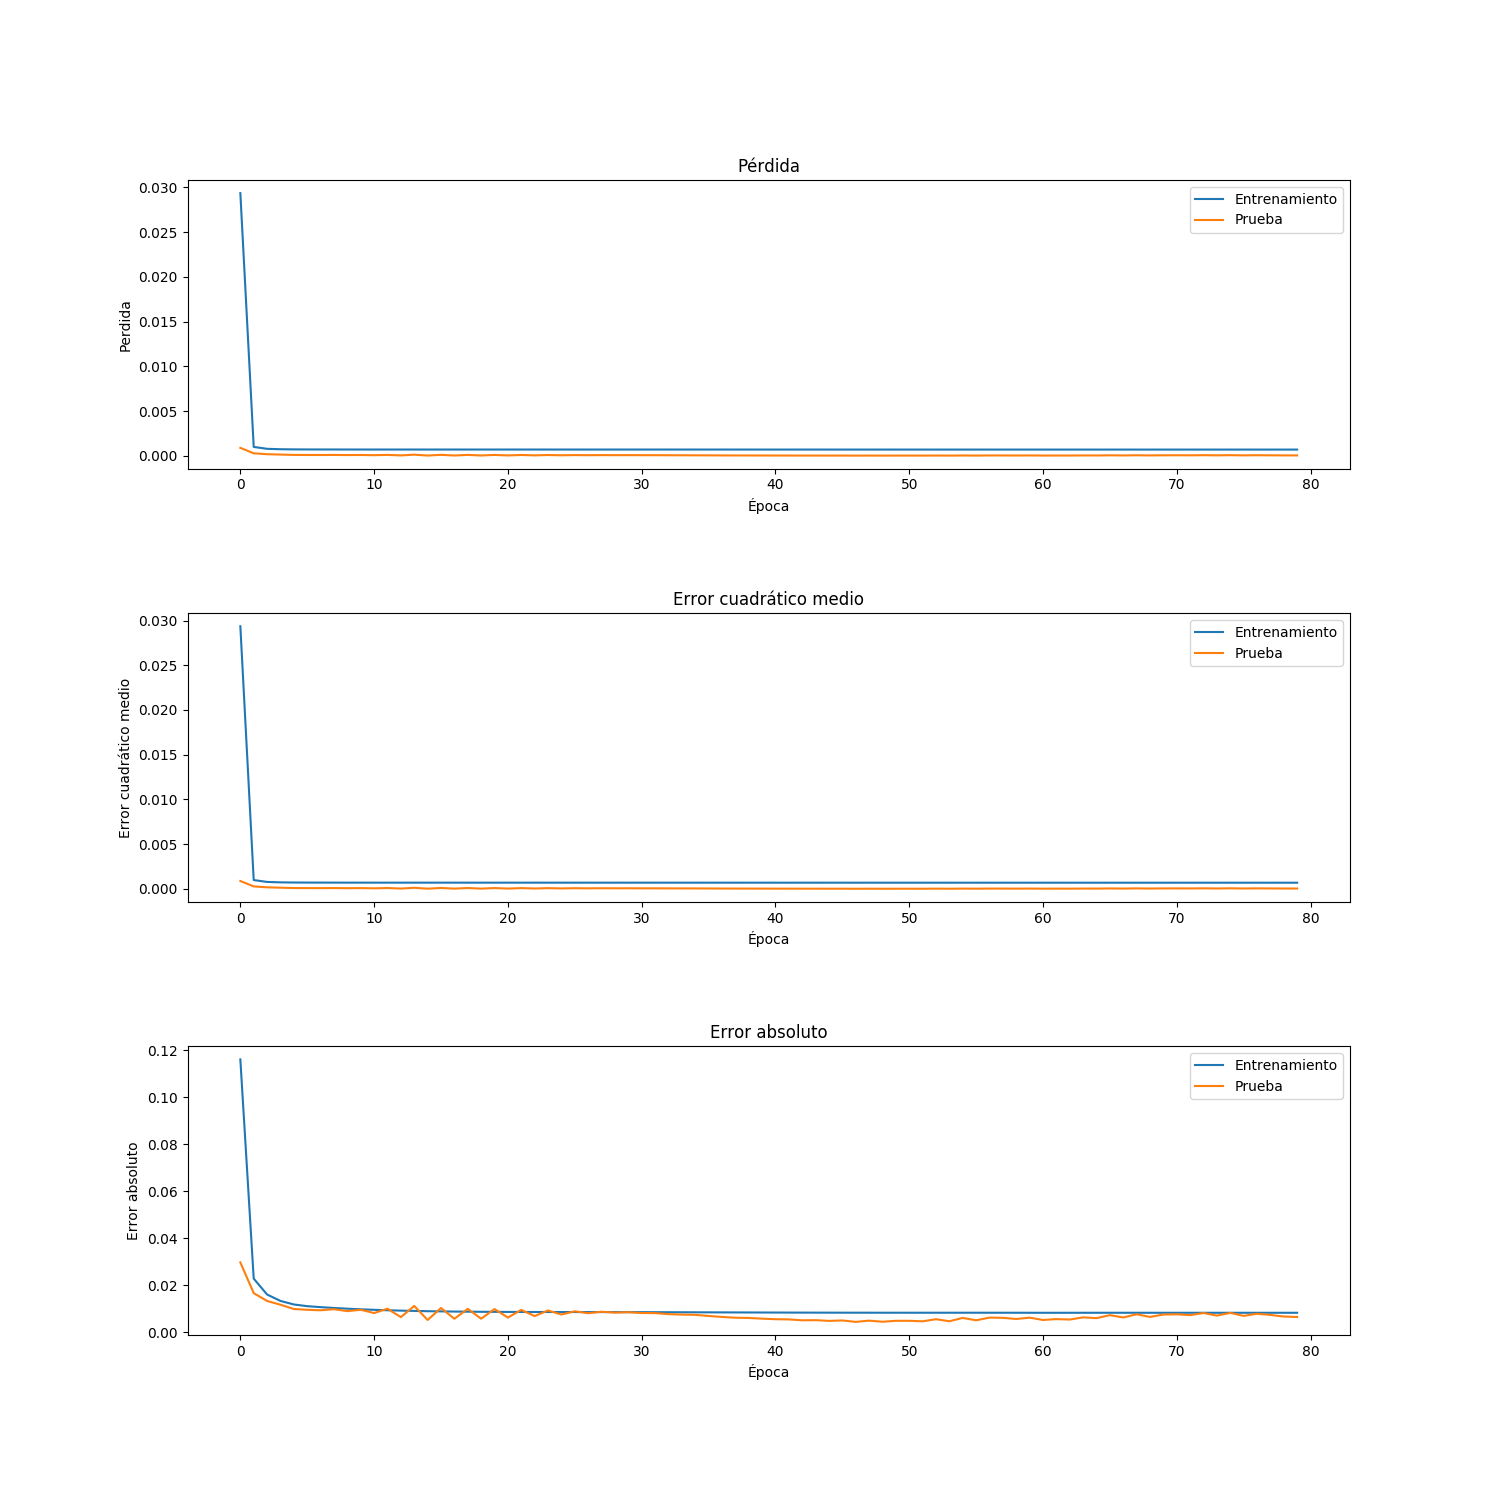 Pérdida
0.030
0.025
0.020
0.015
0.010
0.005
0.000
Perdida
Entrenamiento
Prueba
0 10 20 30 40 50 60 70 80
Época
Error cuadrático medio
0.030
0.025
0.020
0.015
0.010
0.005
0.000
Error cuadrático medio
Entrenamiento
Prueba
0 10 20 30 40 50 60 70 80
Época
Error absoluto
0.12
0.10
0.08
0.06
0.04
0.02
0.00
Error absoluto
Entrenamiento
Prueba
0 10 20 30 40 50 60 70 80
Época